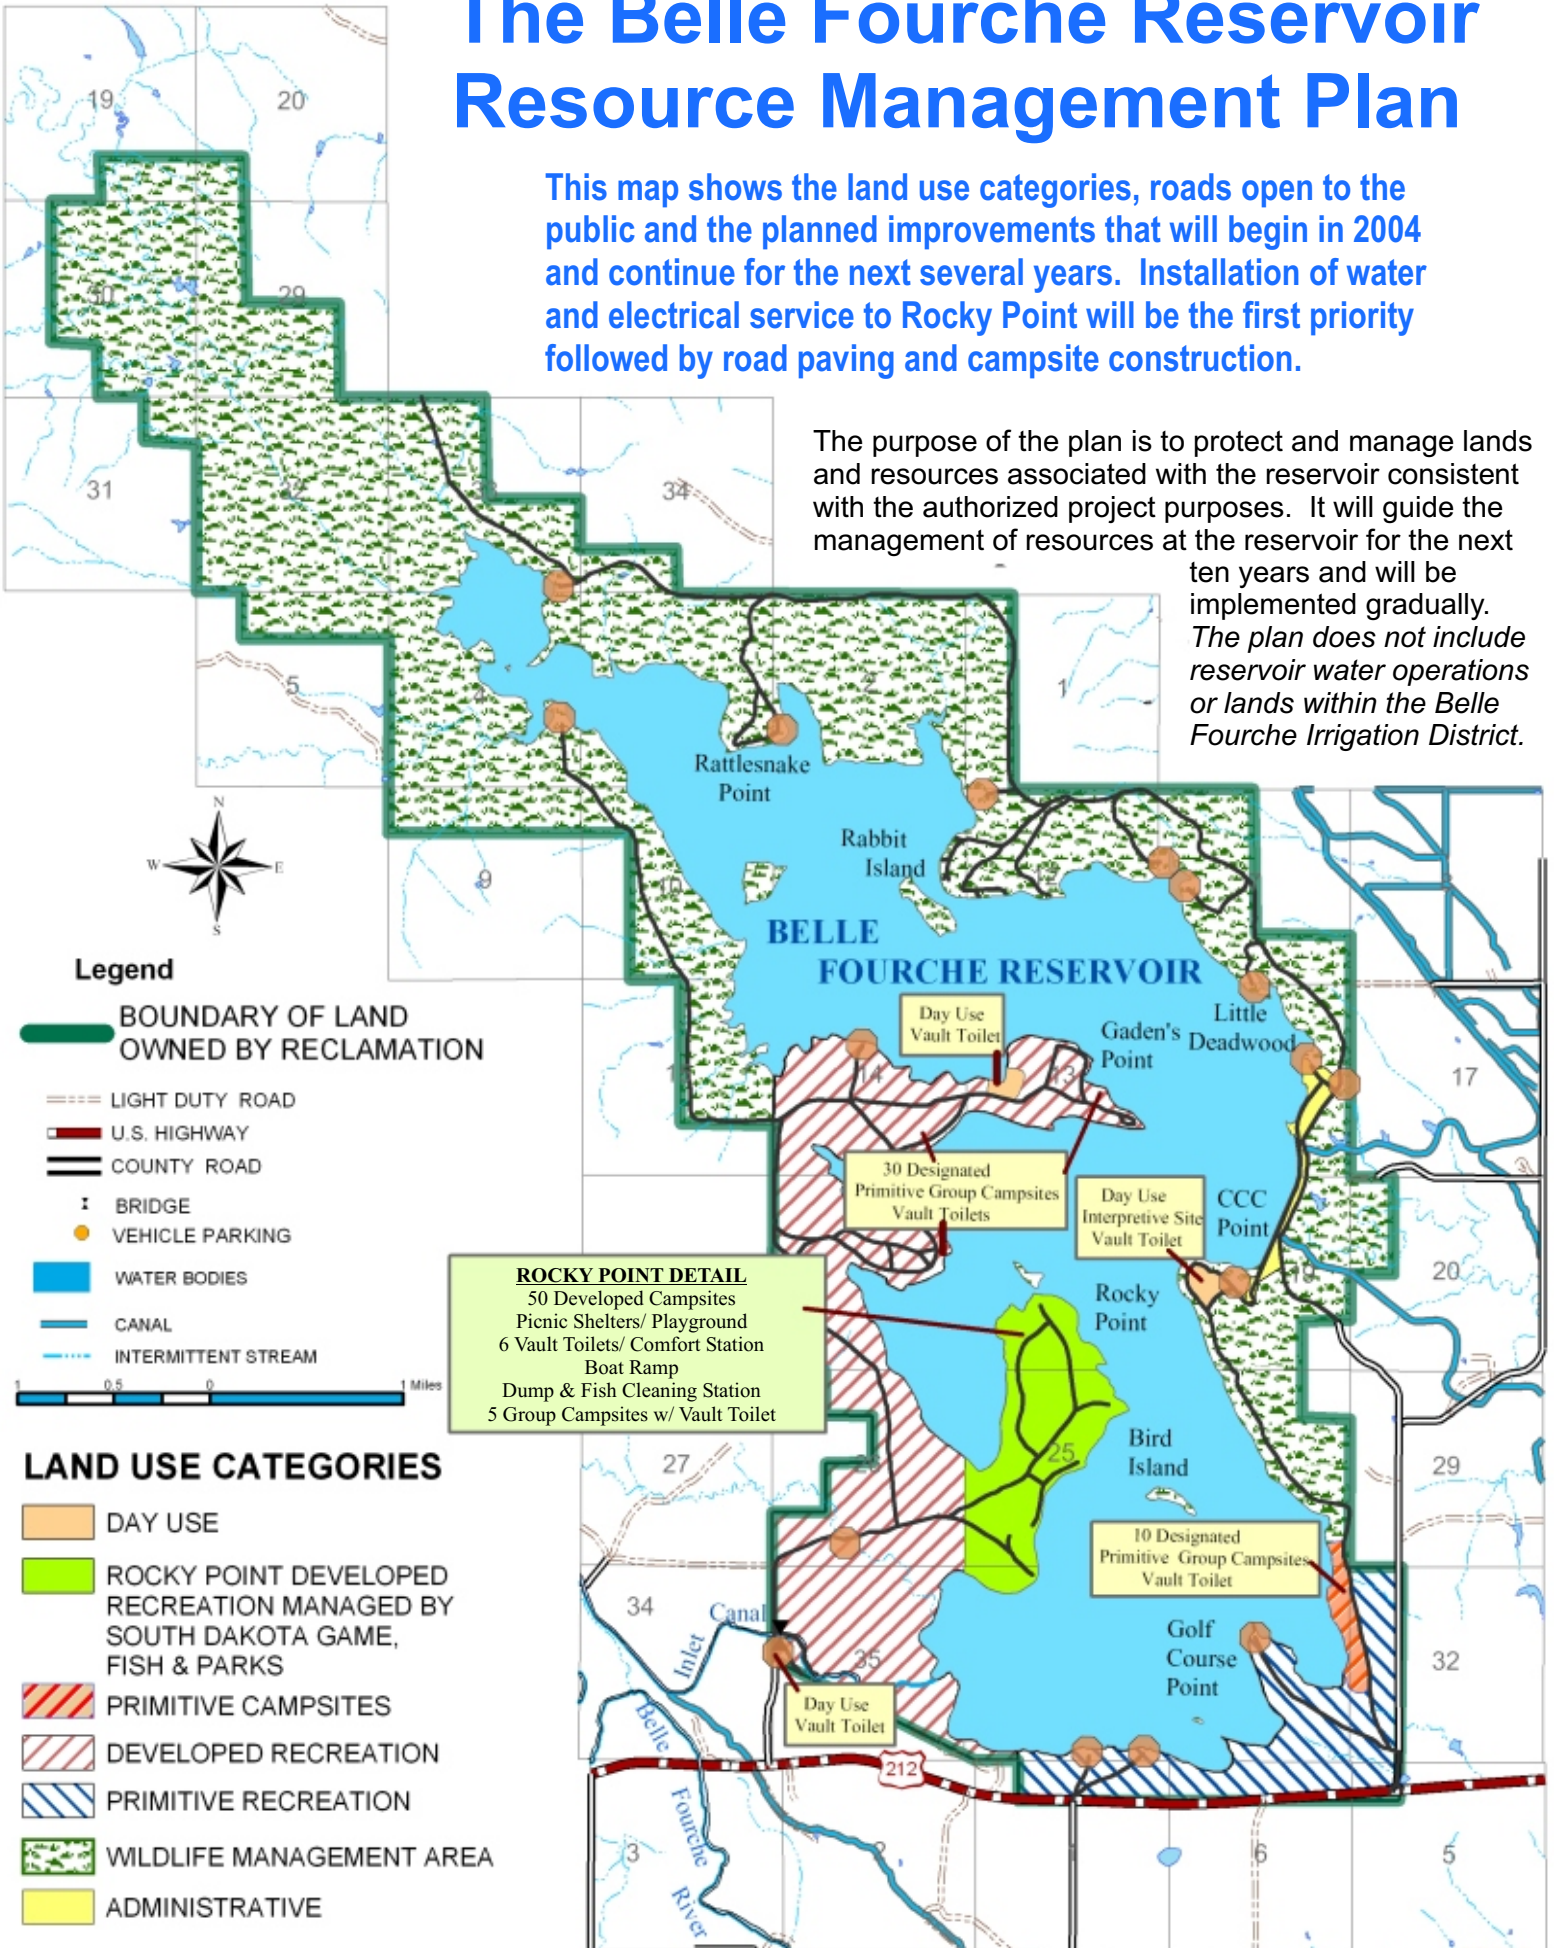 The Belle Fourche Reservoir
Resource Management Plan
This map shows the land use categories, roads open to the
public and the planned improvements that will begin in 2004
and continue for the next several years. Installation of water
and electrical service to Rocky Point will be the first priority
followed by road paving and campsite construction.
The purpose of the plan is to protect and manage lands
and resources associated with the reservoir consistent
with the authorized project purposes. It will guide the
management of resources at the reservoir for the next
ten years and will be
implemented gradually.
The plan does not include
reservoir water operations
or lands within the Belle
Fourche Irrigation District.
19
20
30
29
31
32
33
34
5
4
2
1
1
Rattlesnake
Point
Rabbit
Island
N
W
E
S
9
10
12
BELLE
FOURCHE RESERVOIR
Little
Deadwood
Gaden's
Point
Day Use
Vault Toilet
14
13
17
30 Designated
Primitive Group Campsites
Vault Toilets
Day Use
Interpretive Site
Vault Toilet
CCC
Point
19
20
Rocky
Point
ROCKY POINT DETAIL
50 Developed Campsites
Picnic Shelters/ Playground
6 Vault Toilets/ Comfort Station
Boat Ramp
Dump & Fish Cleaning Station
5 Group Campsites w/ Vault Toilet
27
25
Bird
Island
29
10 Designated
Primitive Group Campsites
Vault Toilet
34
Canal
Inlet
35
Golf
Course
Point
32
Day Use
Vault Toilet
Belle
Fourche
River
212
3
2
1
6
5
Legend
BOUNDARY OF LAND
OWNED BY RECLAMATION
LIGHT DUTY ROAD
U.S. HIGHWAY
COUNTY ROAD
BRIDGE
VEHICLE PARKING
WATER BODIES
CANAL
INTERMITTENT STREAM
1 0.5 0 1 Miles
LAND USE CATEGORIES
DAY USE
ROCKY POINT DEVELOPED
RECREATION MANAGED BY
SOUTH DAKOTA GAME,
FISH & PARKS
PRIMITIVE CAMPSITES
DEVELOPED RECREATION
PRIMITIVE RECREATION
WILDLIFE MANAGEMENT AREA
ADMINISTRATIVE